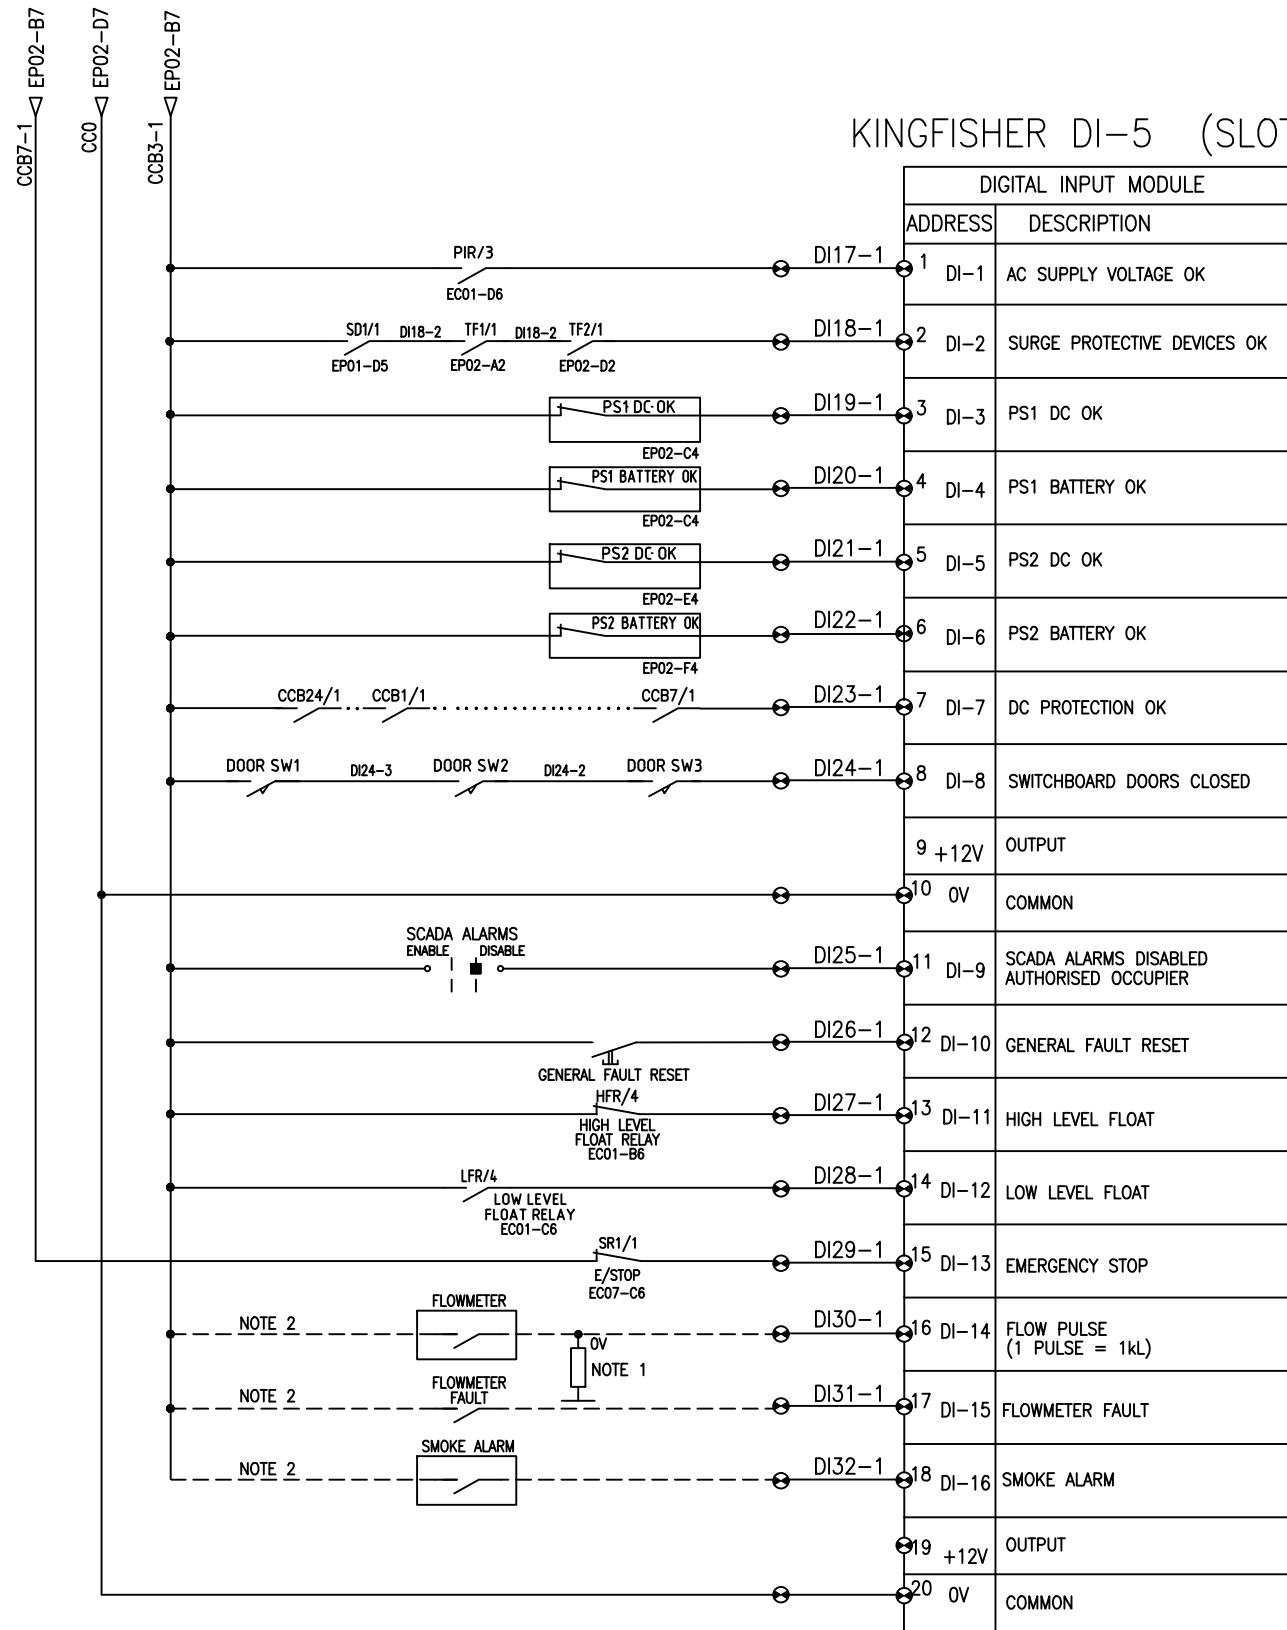 EP02-B7
EP02-D7
EP02-B7
CCB7-1
CC0
CCB3-1
KINGFISHER DI-5 (SLOT
DIGITAL INPUT MODULE
ADDRESS DESCRIPTION
PIR/3
EC01-D6
DI17-1
1 DI-1 AC SUPPLY VOLTAGE OK
SD1/1 DI18-2 TF1/1 DI18-2 TF2/1
EP01-D5 EP02-A2 EP02-D2
DI18-1
2 DI-2 SURGE PROTECTIVE DEVICES OK
PS1 DC OK
EP02-C4
DI19-1
3 DI-3 PS1 DC OK
PS1 BATTERY OK
EP02-C4
DI20-1
4 DI-4 PS1 BATTERY OK
PS2 DC OK
EP02-E4
DI21-1
5 DI-5 PS2 DC OK
PS2 BATTERY OK
EP02-F4
DI22-1
6 DI-6 PS2 BATTERY OK
CCB24/1 CCB1/1 CCB7/1
DI23-1
7 DI-7 DC PROTECTION OK
DOOR SW1 DI24-3 DOOR SW2 DI24-2 DOOR SW3
DI24-1
8 DI-8 SWITCHBOARD DOORS CLOSED
9 +12V OUTPUT
10 0V COMMON
SCADA ALARMS
ENABLE DISABLE
DI25-1
11 DI-9 SCADA ALARMS DISABLED
AUTHORISED OCCUPIER
DI26-1
12 DI-10 GENERAL FAULT RESET
GENERAL FAULT RESET
HFR/4
HIGH LEVEL
FLOAT RELAY
EC01-B6
DI27-1
13 DI-11 HIGH LEVEL FLOAT
LFR/4
LOW LEVEL
FLOAT RELAY
EC01-C6
DI28-1
14 DI-12 LOW LEVEL FLOAT
SR1/1
E/STOP
EC07-C6
DI29-1
15 DI-13 EMERGENCY STOP
NOTE 2
FLOWMETER
0V
NOTE 1
DI30-1
16 DI-14 FLOW PULSE
(1 PULSE = 1kL)
NOTE 2
FLOWMETER
FAULT
DI31-1
17 DI-15 FLOWMETER FAULT
NOTE 2
SMOKE ALARM
DI32-1
18 DI-16 SMOKE ALARM
19 +12V OUTPUT
20 0V COMMON